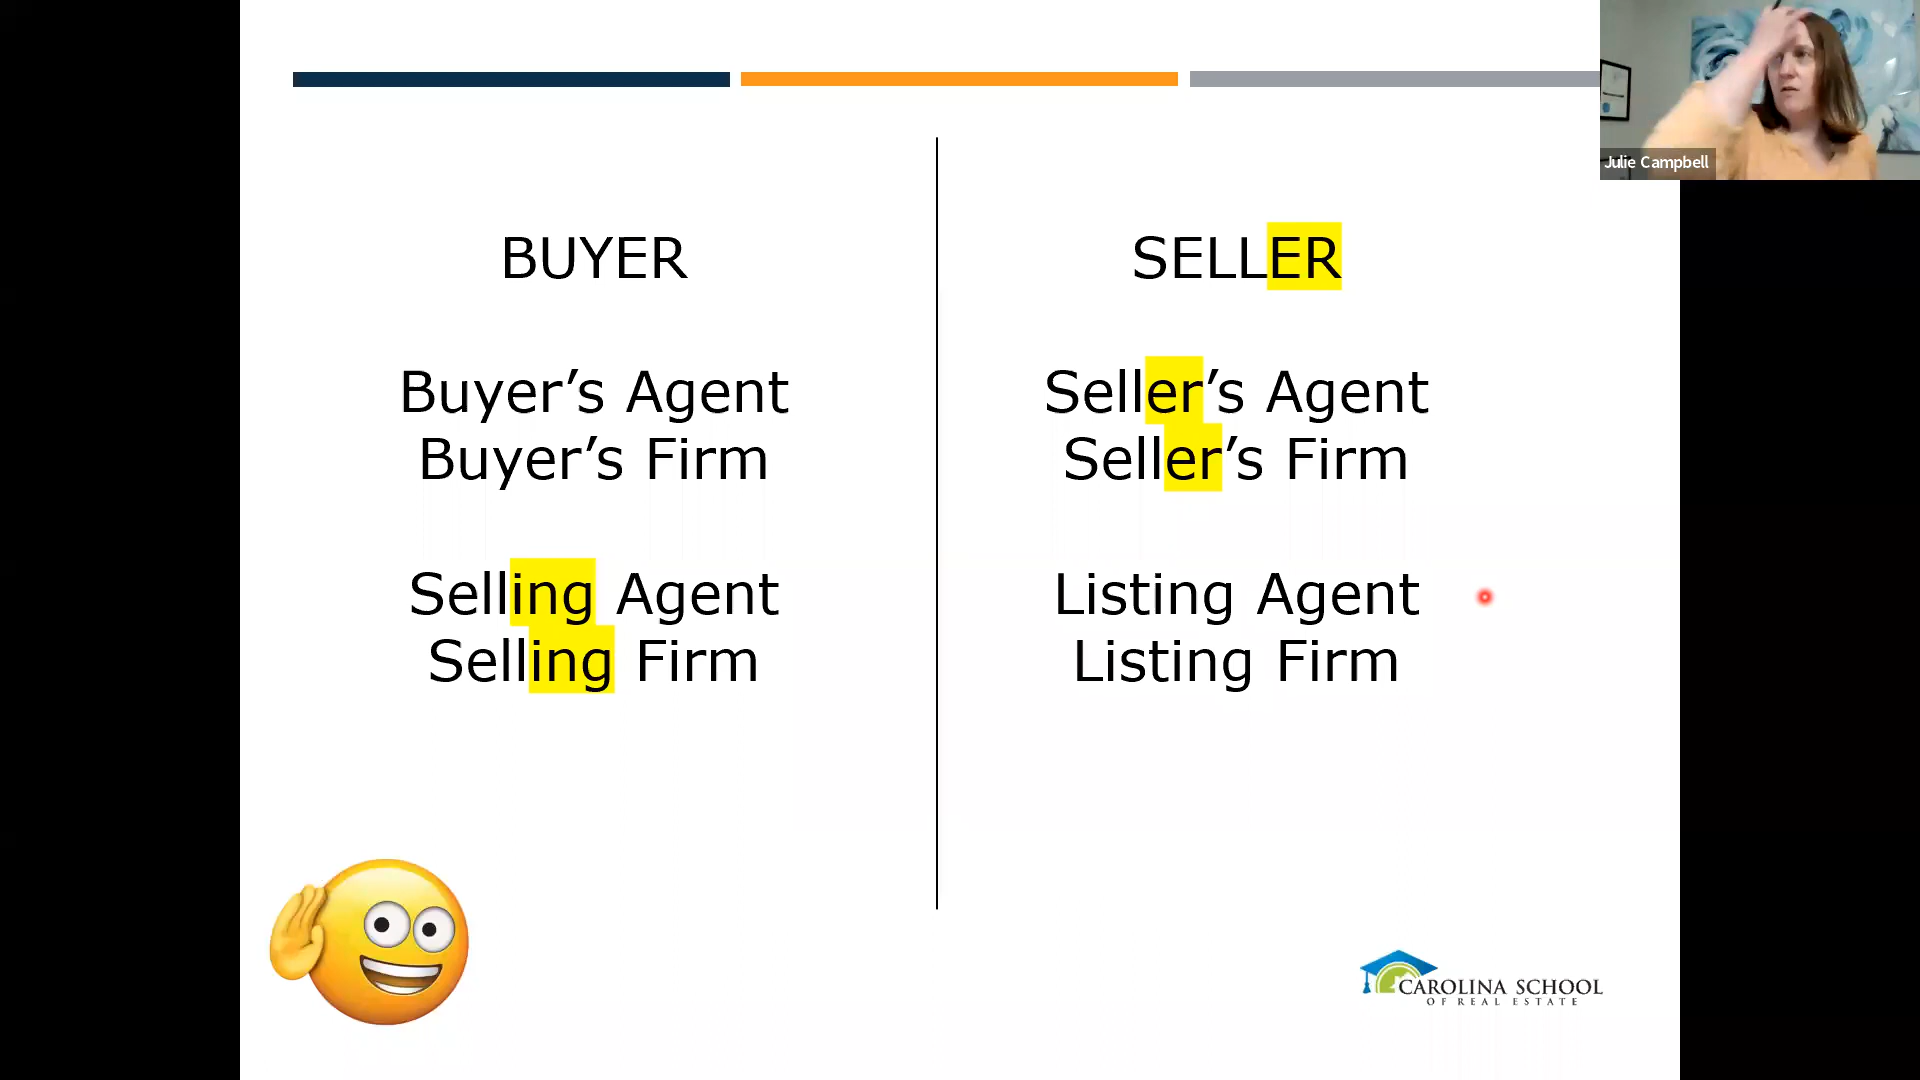 Julie Campbell
BUYER
Buyer’s Agent
Buyer’s Firm
Selling Agent
Selling Firm
SELLER
Seller’s Agent
Seller’s Firm
Listing Agent
Listing Firm
CAROLINA SCHOOL
OF REAL ESTATE